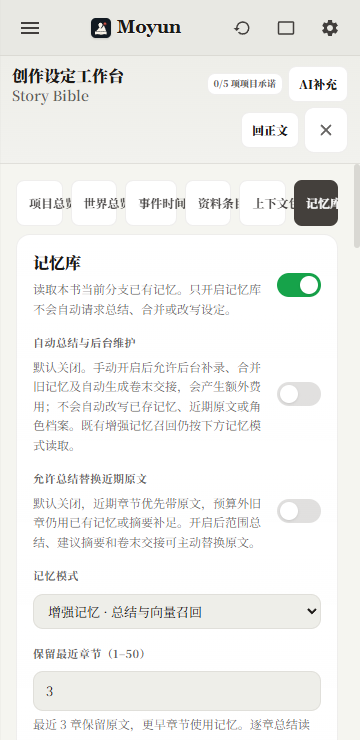 Moyun
创作设定工作台
Story Bible
0/5 项项目承诺
AI补充
回正文
项目总
世界总
事件时间
资料条
上下文
记忆库
记忆库
读取本书当前分支已有记忆。只开启记忆库
不会自动请求总结、合并或改写设定。
自动总结与后台维护
默认关闭。手动开启后允许后台补录、合并
旧记忆及自动生成卷末交接，会产生额外费
用；不会自动改写已存记忆、近期原文或角
色档案。既有增强记忆召回仍按下方记忆模
式读取。
允许总结替换近期原文
默认关闭，近期章节优先带原文，预算外旧
章仍用已有记忆或摘要补足。开启后范围总
结、建议摘要和卷末交接可主动替换原文。
记忆模式
增强记忆 · 总结与向量召回
保留最近章节（1–50）
3
最近 3 章保留原文，更早章节使用记忆。逐章总结读